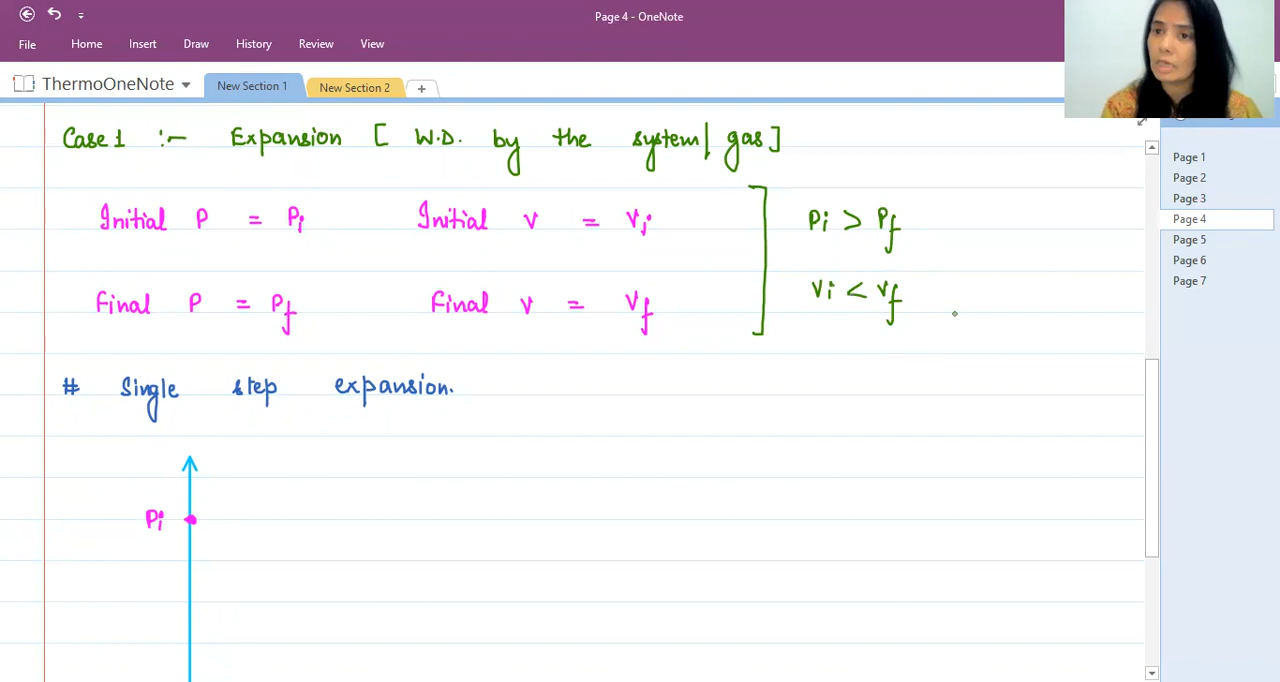 Page 4 - OneNote
File Home Insert Draw History Review View
ThermoOneNote New Section 1 New Section 2 +
Case 1 :- Expansion [ W.D. by the system/gas]
Initial P = Pi Initial V = Vi Pi > Pf
Final P = Pf Final V = Vf Vi < Vf
# Single step expansion.
Pi
Page 1
Page 2
Page 3
Page 4
Page 5
Page 6
Page 7